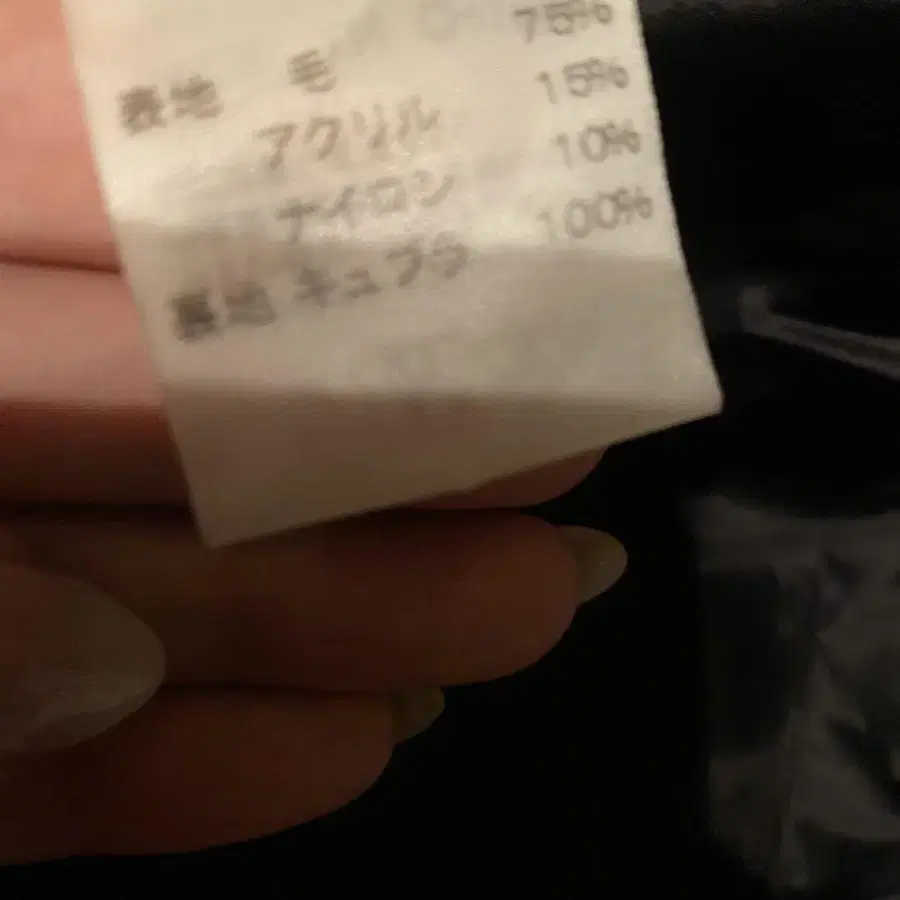 表地 毛 75%
アクリル 15%
ナイロン 10%
裏地 キュプラ 100%